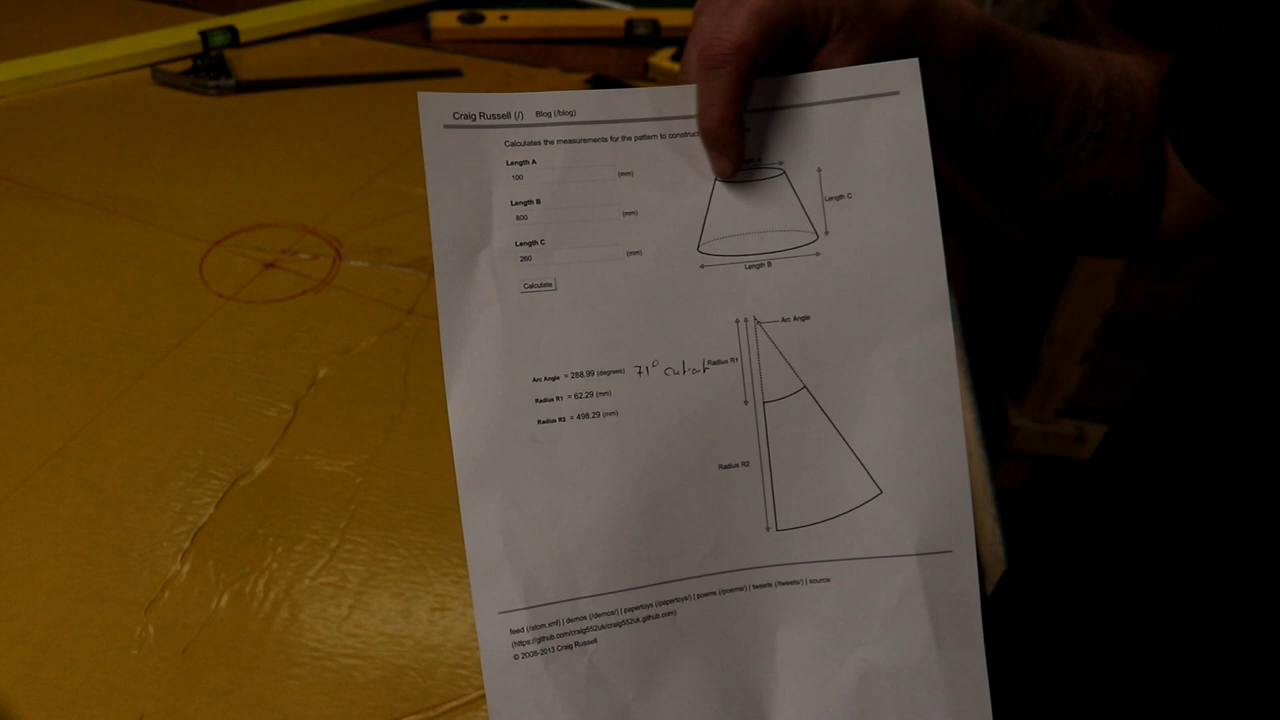 Craig Russell (/) Blog (/blog)
Calculates the measurements for the pattern to construct
Length A
100 (mm)
Length B
800 (mm)
Length C
260 (mm)
Calculate
A
Length C
Length B
Arc Angle
Radius R1
Arc Angle = 288.99 (degrees) 71° cut out
Radius R1 = 62.29 (mm)
Radius R2 = 498.29 (mm)
Radius R2
feed (/atom.xml) | demos (/demos/) | papertoys (/papertoys/) | poems (/poems/) | tweets (/tweets/) | source
(https://github.com/craig552uk/craig552uk.github.com)
© 2008-2013 Craig Russell